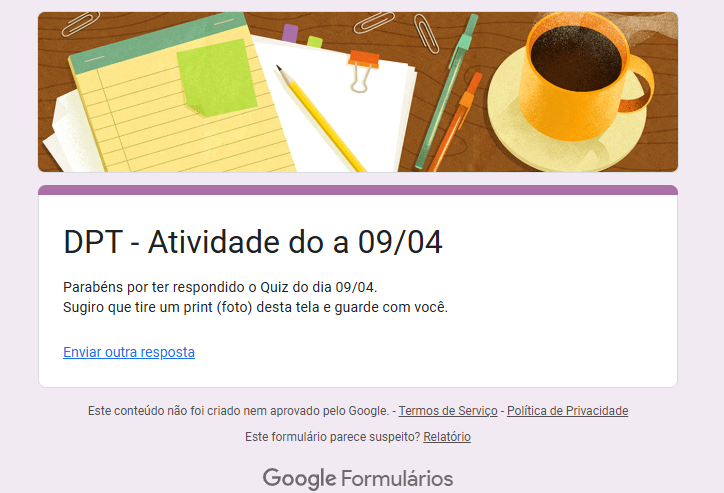 DPT - Atividade do a 09/04
Parabéns por ter respondido o Quiz do dia 09/04.
Sugiro que tire um print (foto) desta tela e guarde com você.
Enviar outra resposta
Este conteúdo não foi criado nem aprovado pelo Google. - Termos de Serviço - Política de Privacidade
Este formulário parece suspeito? Relatório
Google Formulários